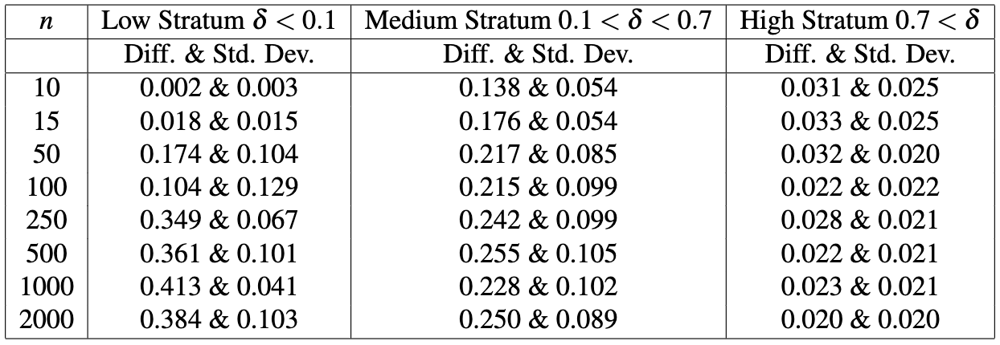 n Low Stratum δ < 0.1 Medium Stratum 0.1 < δ < 0.7 High Stratum 0.7 < δ
Diff. & Std. Dev. Diff. & Std. Dev. Diff. & Std. Dev.
10 0.002 & 0.003 0.138 & 0.054 0.031 & 0.025
15 0.018 & 0.015 0.176 & 0.054 0.033 & 0.025
50 0.174 & 0.104 0.217 & 0.085 0.032 & 0.020
100 0.104 & 0.129 0.215 & 0.099 0.022 & 0.022
250 0.349 & 0.067 0.242 & 0.099 0.028 & 0.021
500 0.361 & 0.101 0.255 & 0.105 0.022 & 0.021
1000 0.413 & 0.041 0.228 & 0.102 0.023 & 0.021
2000 0.384 & 0.103 0.250 & 0.089 0.020 & 0.020